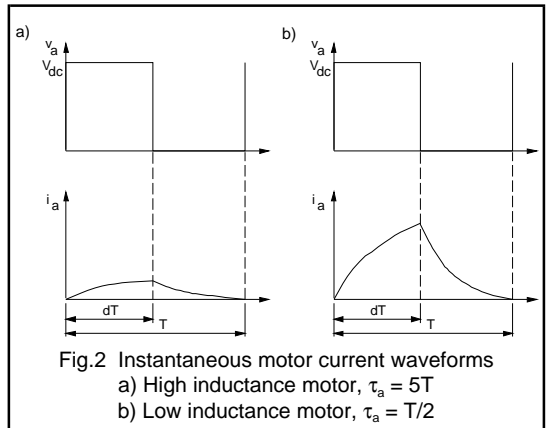 a)
v a
V dc
b)
v a
V dc
i a
i a
dT
T
dT
T
Fig.2 Instantaneous motor current waveforms
a) High inductance motor, τa = 5T
b) Low inductance motor, τa = T/2